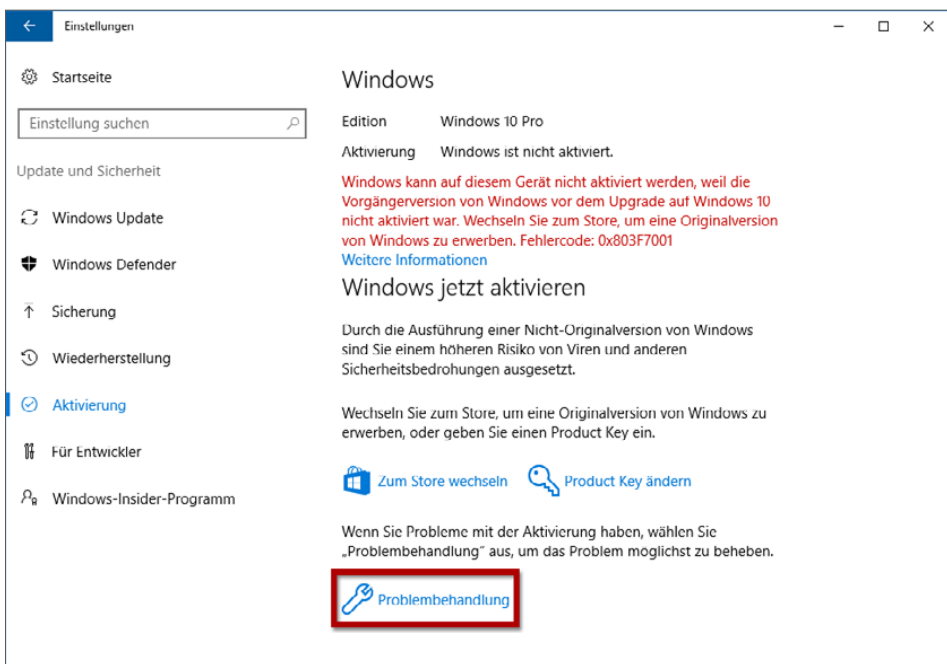 Einstellungen
Startseite
Einstellung suchen
Update und Sicherheit
Windows Update
Windows Defender
Sicherung
Wiederherstellung
Aktivierung
Für Entwickler
Windows-Insider-Programm
Windows
Edition Windows 10 Pro
Aktivierung Windows ist nicht aktiviert.
Windows kann auf diesem Gerät nicht aktiviert werden, weil die
Vorgängerversion von Windows vor dem Upgrade auf Windows 10
nicht aktiviert war. Wechseln Sie zum Store, um eine Originalversion
von Windows zu erwerben. Fehlercode: 0x803F7001
Weitere Informationen
Windows jetzt aktivieren
Durch die Ausführung einer Nicht-Originalversion von Windows
sind Sie einem höheren Risiko von Viren und anderen
Sicherheitsbedrohungen ausgesetzt.
Wechseln Sie zum Store, um eine Originalversion von Windows zu
erwerben, oder geben Sie einen Product Key ein.
Zum Store wechseln Product Key ändern
Wenn Sie Probleme mit der Aktivierung haben, wählen Sie
„Problembehandlung" aus, um das Problem möglichst zu beheben.
Problembehandlung